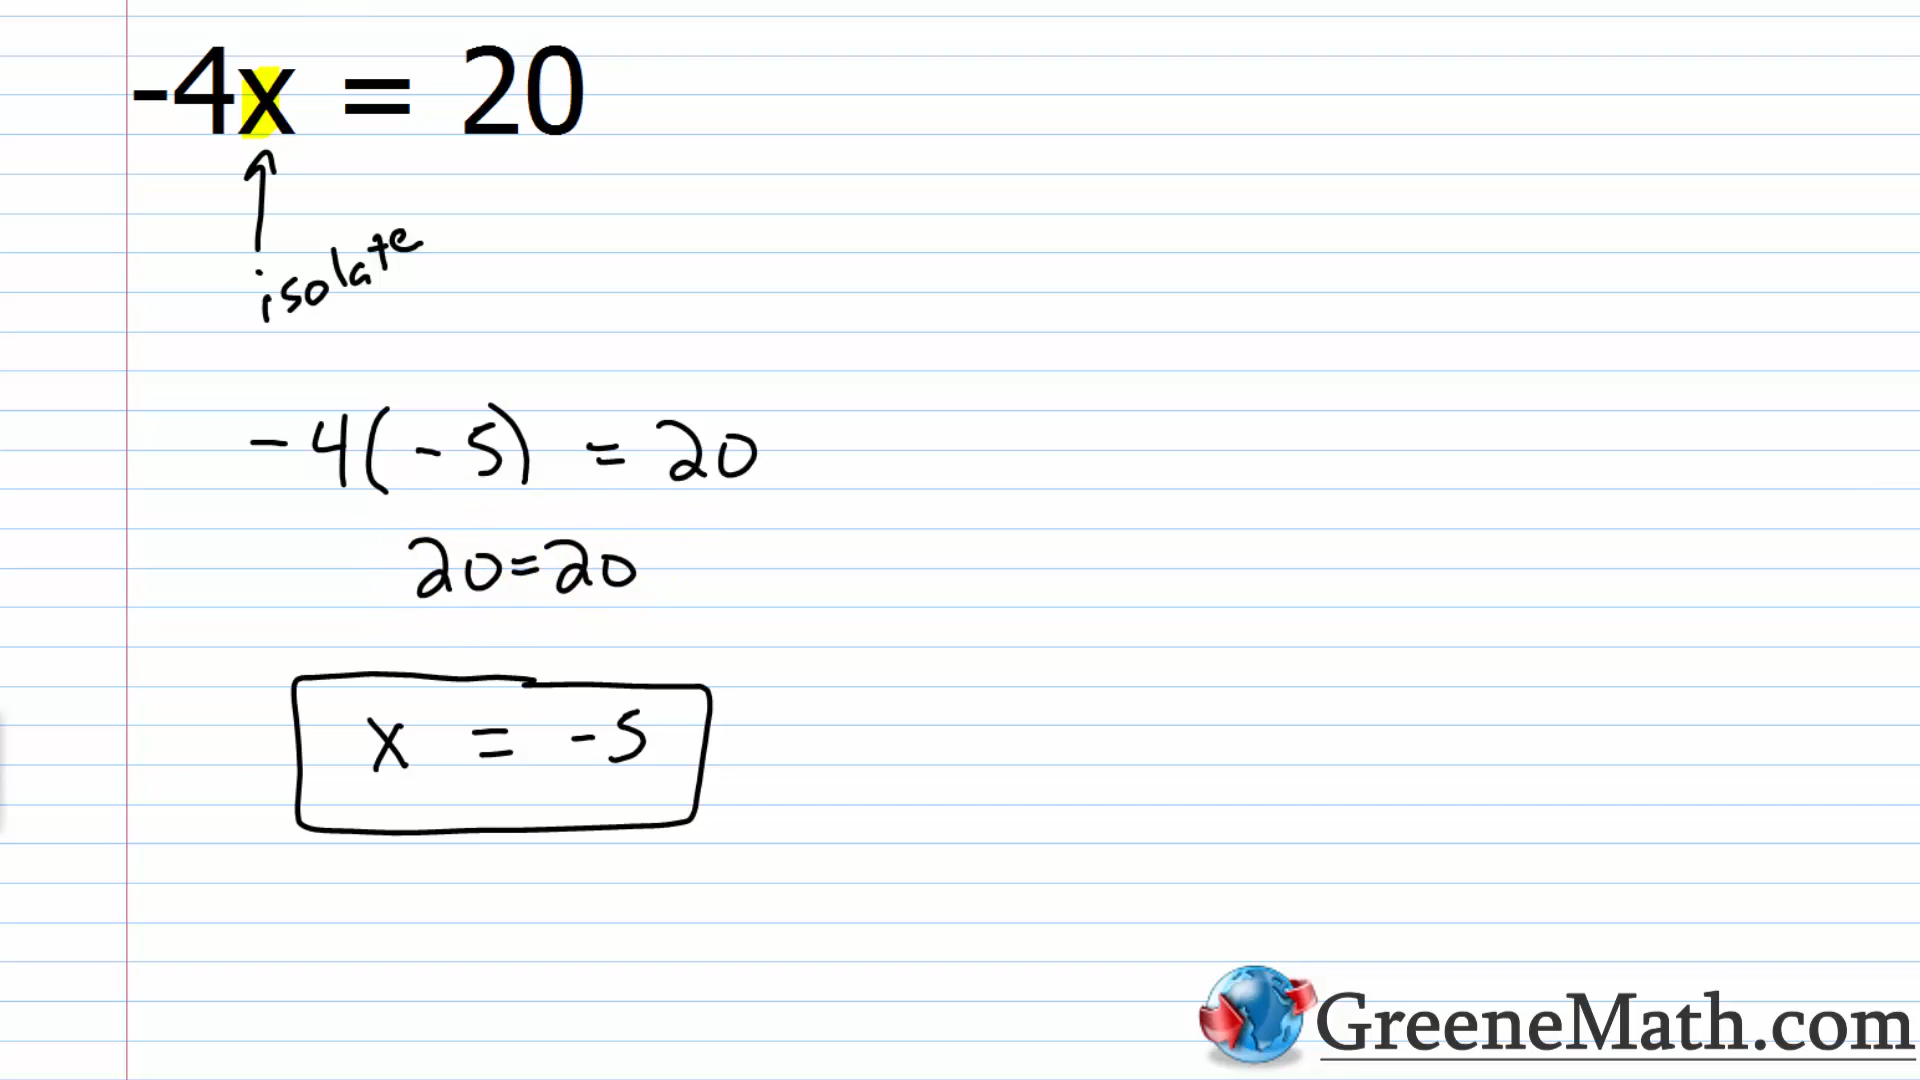 -4x = 20
isolate
-4(-5) = 20
20=20
x = -5
GreeneMath.com